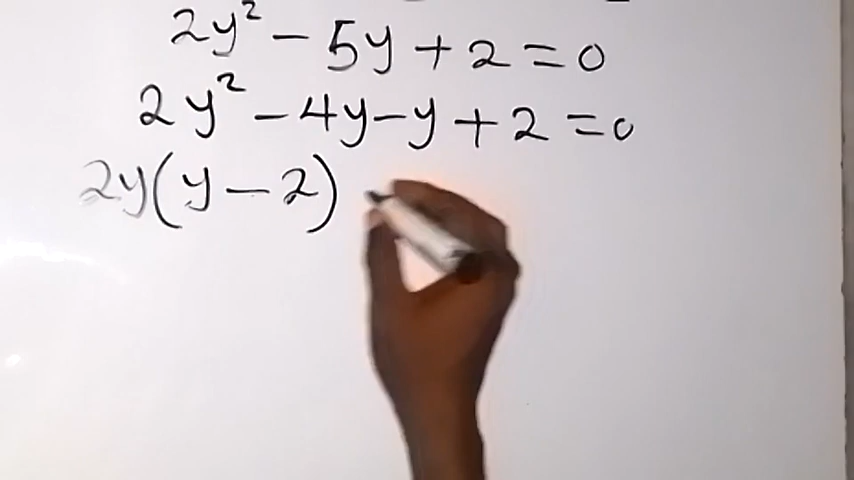 2y² - 5y + 2 = 0
2y² - 4y - y + 2 = 0
2y(y - 2)